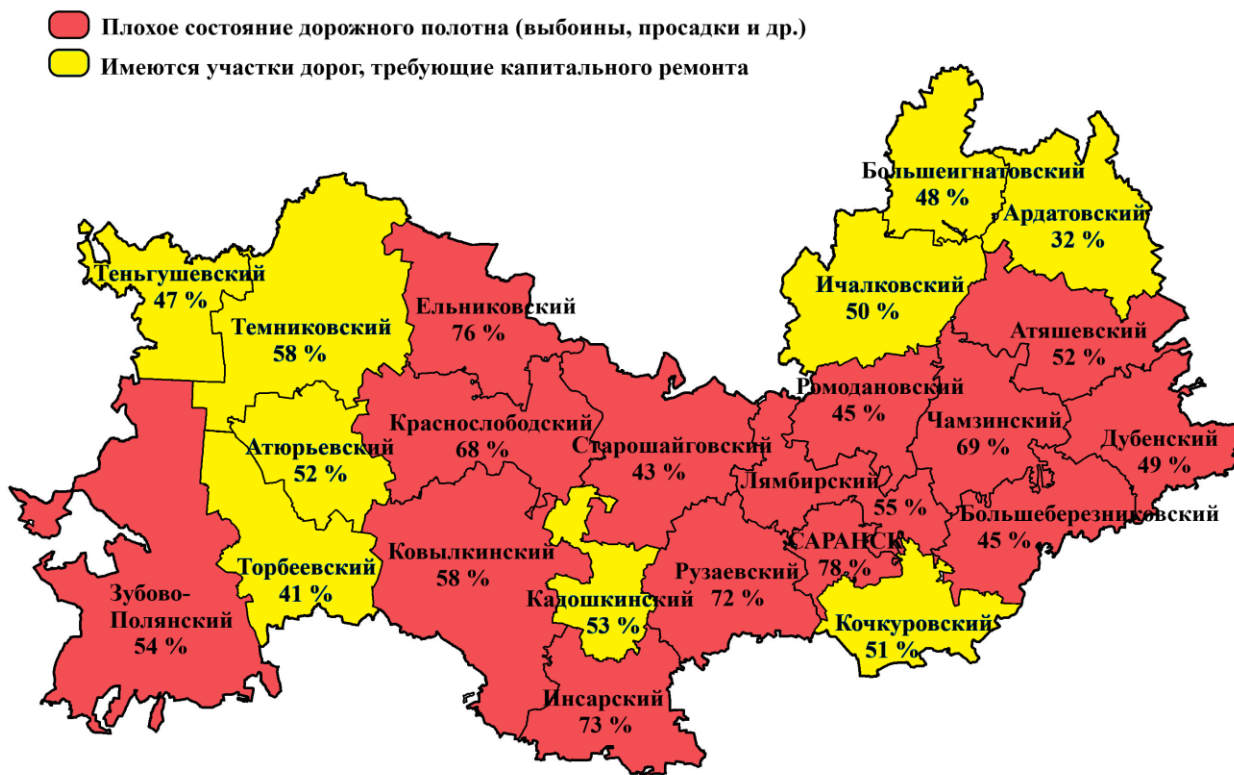 Плохое состояние дорожного полотна (выбоины, просадки и др.)
Имеются участки дорог, требующие капитального ремонта
Большеигнатовский
48 %
Ардатовский
32 %
Теньгушевский
47 %
Ичалковский
50 %
Ельниковский
76 %
Темниковский
58 %
Атяшевский
52 %
Ромодановский
45 %
Чамзинский
69 %
Краснослободский
68 %
Атюрьевский
52 %
Старошайговский
43 %
Дубенский
49 %
Лямбирский
55 %
Большеберезниковский
45 %
САРАНСК
78 %
Ковылкинский
58 %
Торбеевский
41 %
Рузаевский
72 %
Зубово-
Полянский
54 %
Кадошкинский
53 %
Кочкуровский
51 %
Инсарский
73 %